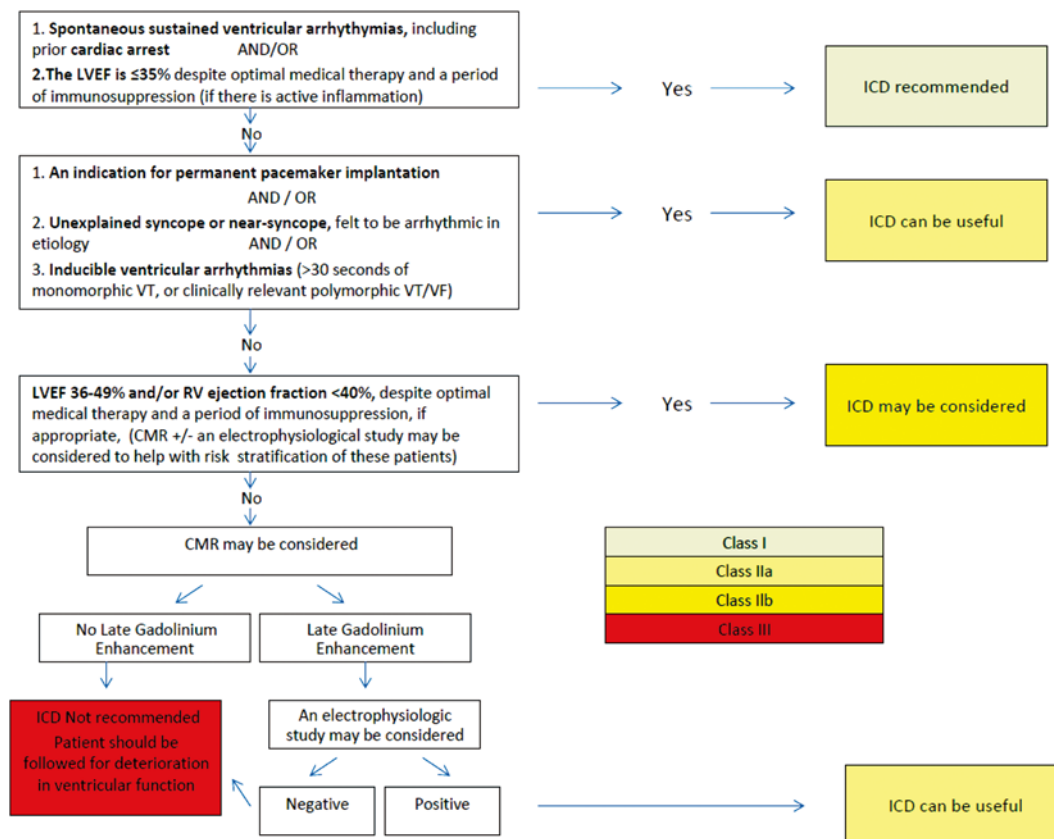 1. Spontaneous sustained ventricular arrhythymias, including
prior cardiac arrest AND/OR
2.The LVEF is ≤35% despite optimal medical therapy and a period
of immunosuppression (if there is active inflammation)
Yes
ICD recommended
No
1. An indication for permanent pacemaker implantation
AND / OR
2. Unexplained syncope or near-syncope, felt to be arrhythmic in
etiology AND / OR
3. Inducible ventricular arrhythmias (>30 seconds of
monomorphic VT, or clinically relevant polymorphic VT/VF)
Yes
ICD can be useful
No
LVEF 36-49% and/or RV ejection fraction <40%, despite optimal
medical therapy and a period of immunosuppression, if
appropriate, (CMR +/- an electrophysiological study may be
considered to help with risk stratification of these patients)
Yes
ICD may be considered
No
CMR may be considered
Class I
Class IIa
Class IIb
Class III
No Late Gadolinium
Enhancement
Late Gadolinium
Enhancement
ICD Not recommended
Patient should be
followed for deterioration
in ventricular function
An electrophysiologic
study may be considered
Negative
Positive
ICD can be useful